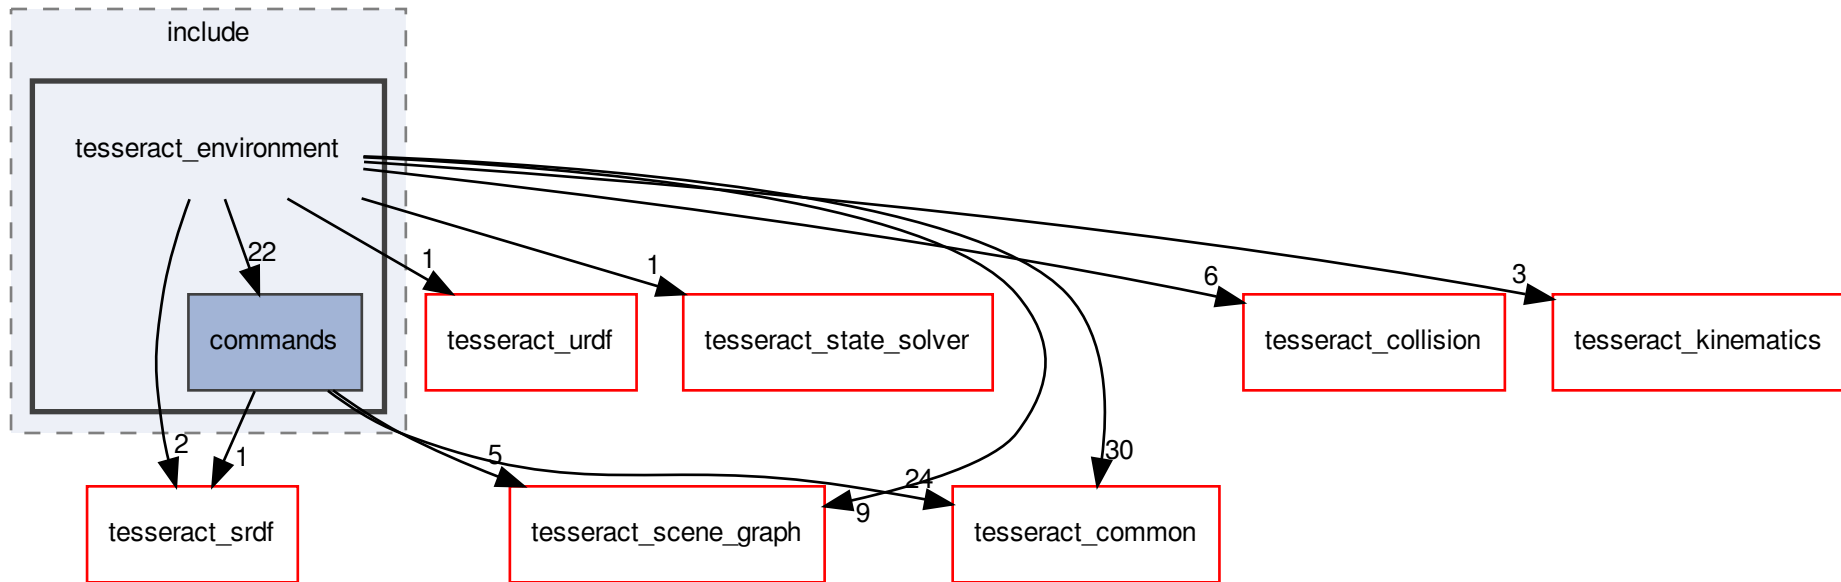 include
tesseract_environment
22
1
1
6
3
commands
tesseract_urdf
tesseract_state_solver
tesseract_collision
tesseract_kinematics
2
1
5
24
9
30
tesseract_srdf
tesseract_scene_graph
tesseract_common